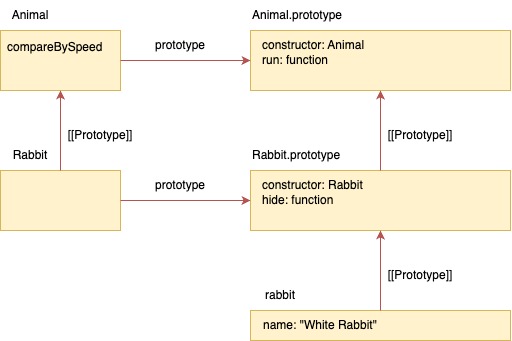 Animal
Animal.prototype
compareBySpeed
prototype
constructor: Animal
run: function
[[Prototype]]
[[Prototype]]
Rabbit
Rabbit.prototype
prototype
constructor: Rabbit
hide: function
[[Prototype]]
rabbit
name: "White Rabbit"